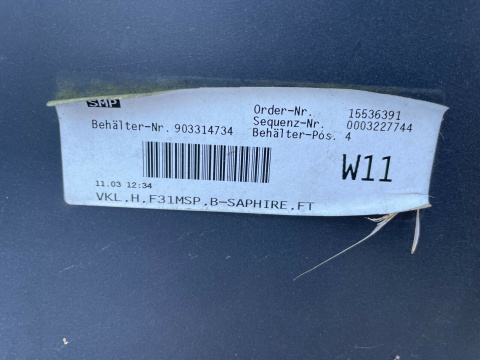 SMP
Order-Nr. 15536391
Behälter-Nr. 903314734
Sequenz-Nr. 0003227744
Behälter-Pos. 4
W11
11.03 12:34
VKL.H.F31MSP.B-SAPHIRE.FT